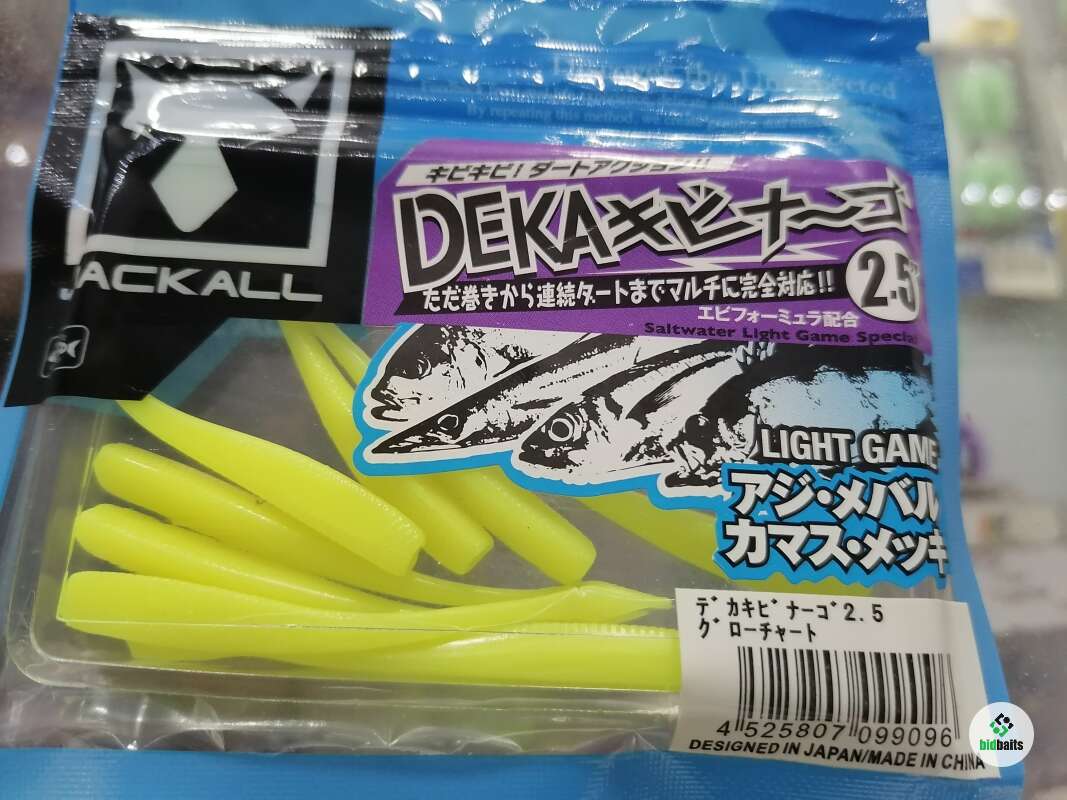 JACKALL
By repeating this method
キビキビ!ダートアクション!!
DEKAキビナ〜ゴ
2.5"
ただ巻きから連続ダートまでマルチに完全対応!!
エビフォーミュラ配合
Saltwater Light Game Special
LIGHT GAME
アジ・メバル
カマス・メッキ
デカキビナーゴ2.5
グローチャート
4 525807 099096
DESIGNED IN JAPAN/MADE IN CHINA
bidbaits